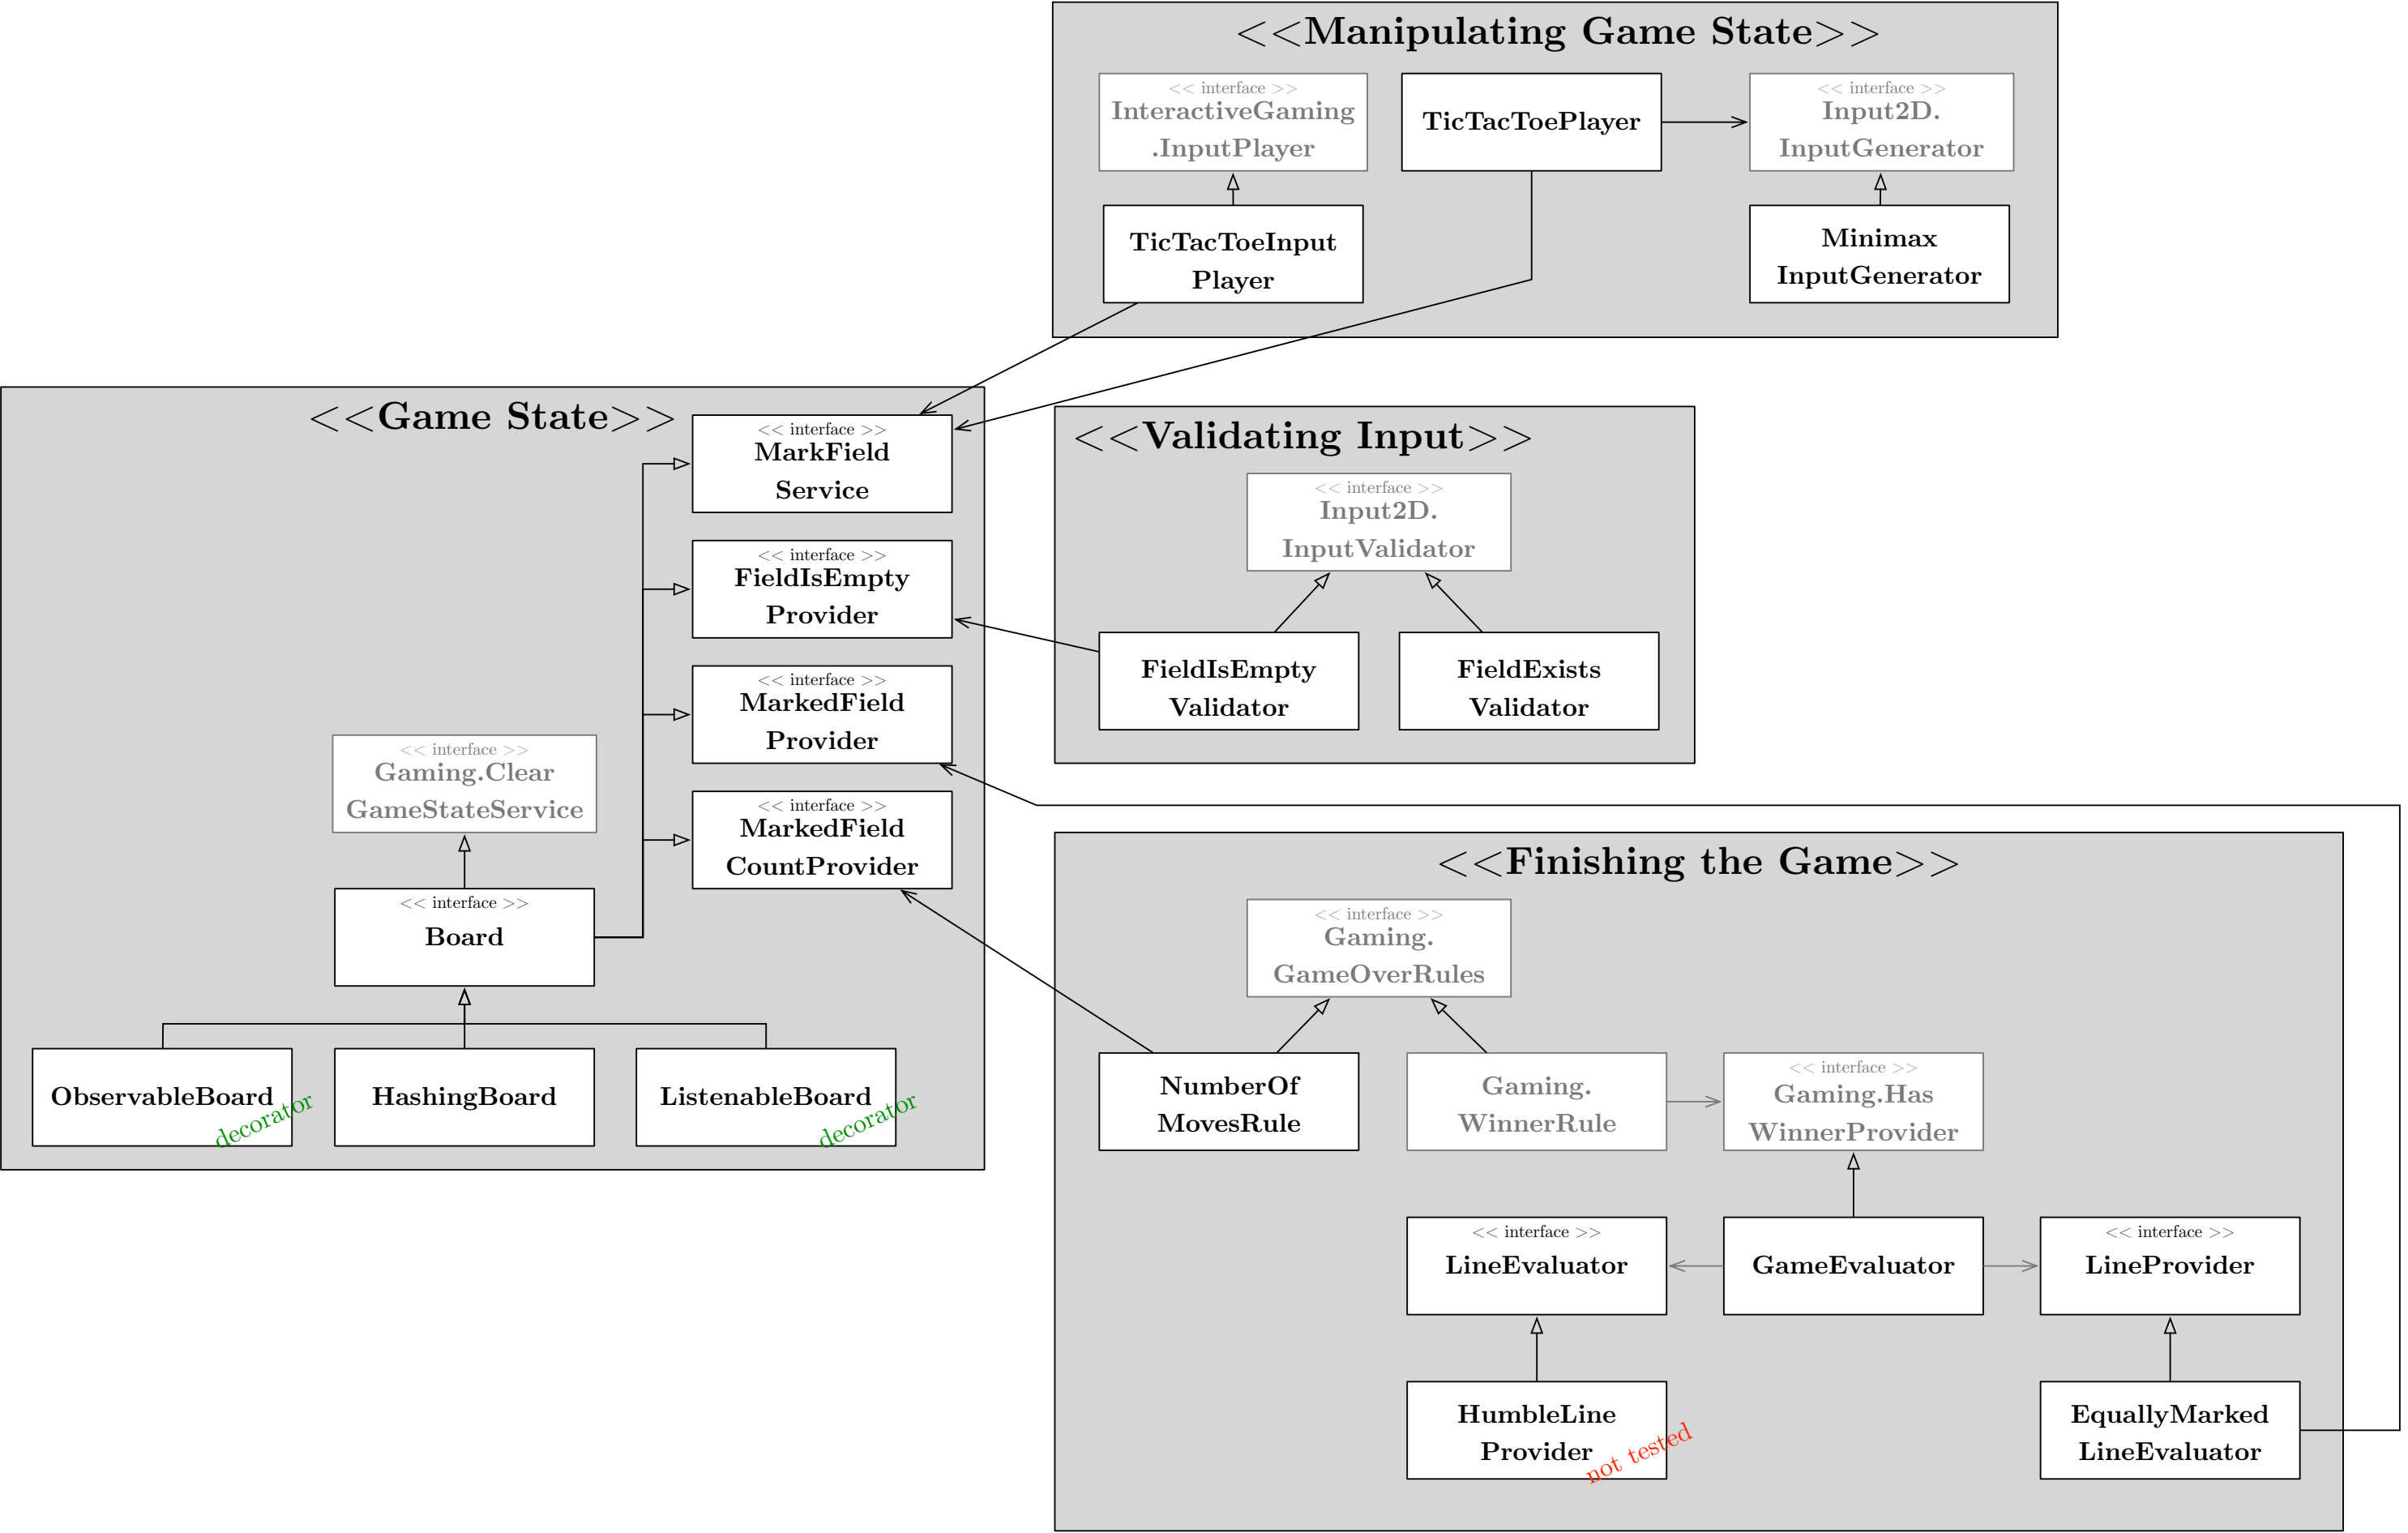 <<Manipulating Game State>>
<< interface >>
InteractiveGaming
.InputPlayer
TicTacToePlayer
<< interface >>
Input2D.
InputGenerator
TicTacToeInput
Player
Minimax
InputGenerator
<<Game State>>
<< interface >>
MarkField
Service
<< interface >>
FieldIsEmpty
Provider
<< interface >>
MarkedField
Provider
<< interface >>
MarkedField
CountProvider
<< interface >>
Gaming.Clear
GameStateService
<< interface >>
Board
ObservableBoard
decorator
HashingBoard
ListenableBoard
decorator
<<Validating Input>>
<< interface >>
Input2D.
InputValidator
FieldIsEmpty
Validator
FieldExists
Validator
<<Finishing the Game>>
<< interface >>
Gaming.
GameOverRules
NumberOf
MovesRule
Gaming.
WinnerRule
<< interface >>
Gaming.Has
WinnerProvider
<< interface >>
LineEvaluator
GameEvaluator
<< interface >>
LineProvider
HumbleLine
Provider
not tested
EquallyMarked
LineEvaluator